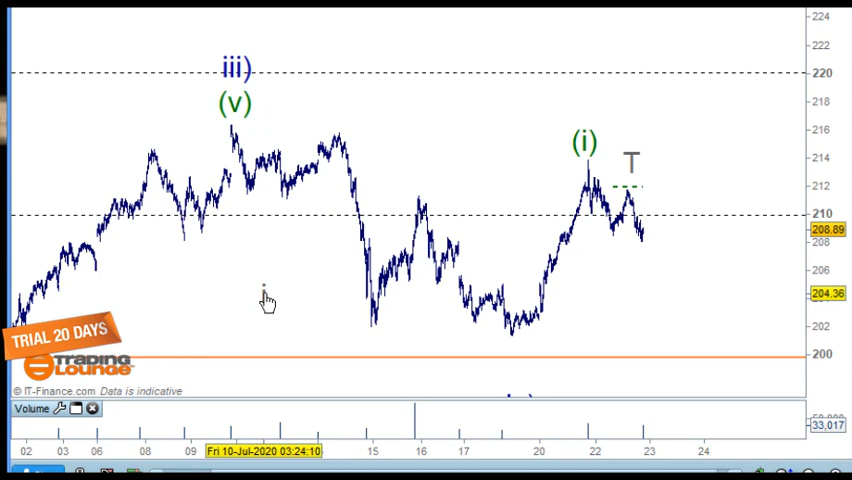 224
222
iii)
220
(v)
218
216
(i)
T
214
212
210
208.89
208
i
206
204.36
202
TRIAL 20 DAYS
TRADING
LOUNGE
200
© IT-Finance.com Data is indicative
Volume
33,017
02 03 06 08 09 Fri 10-Jul-2020 03:24:10 15 16 17 20 22 23 24